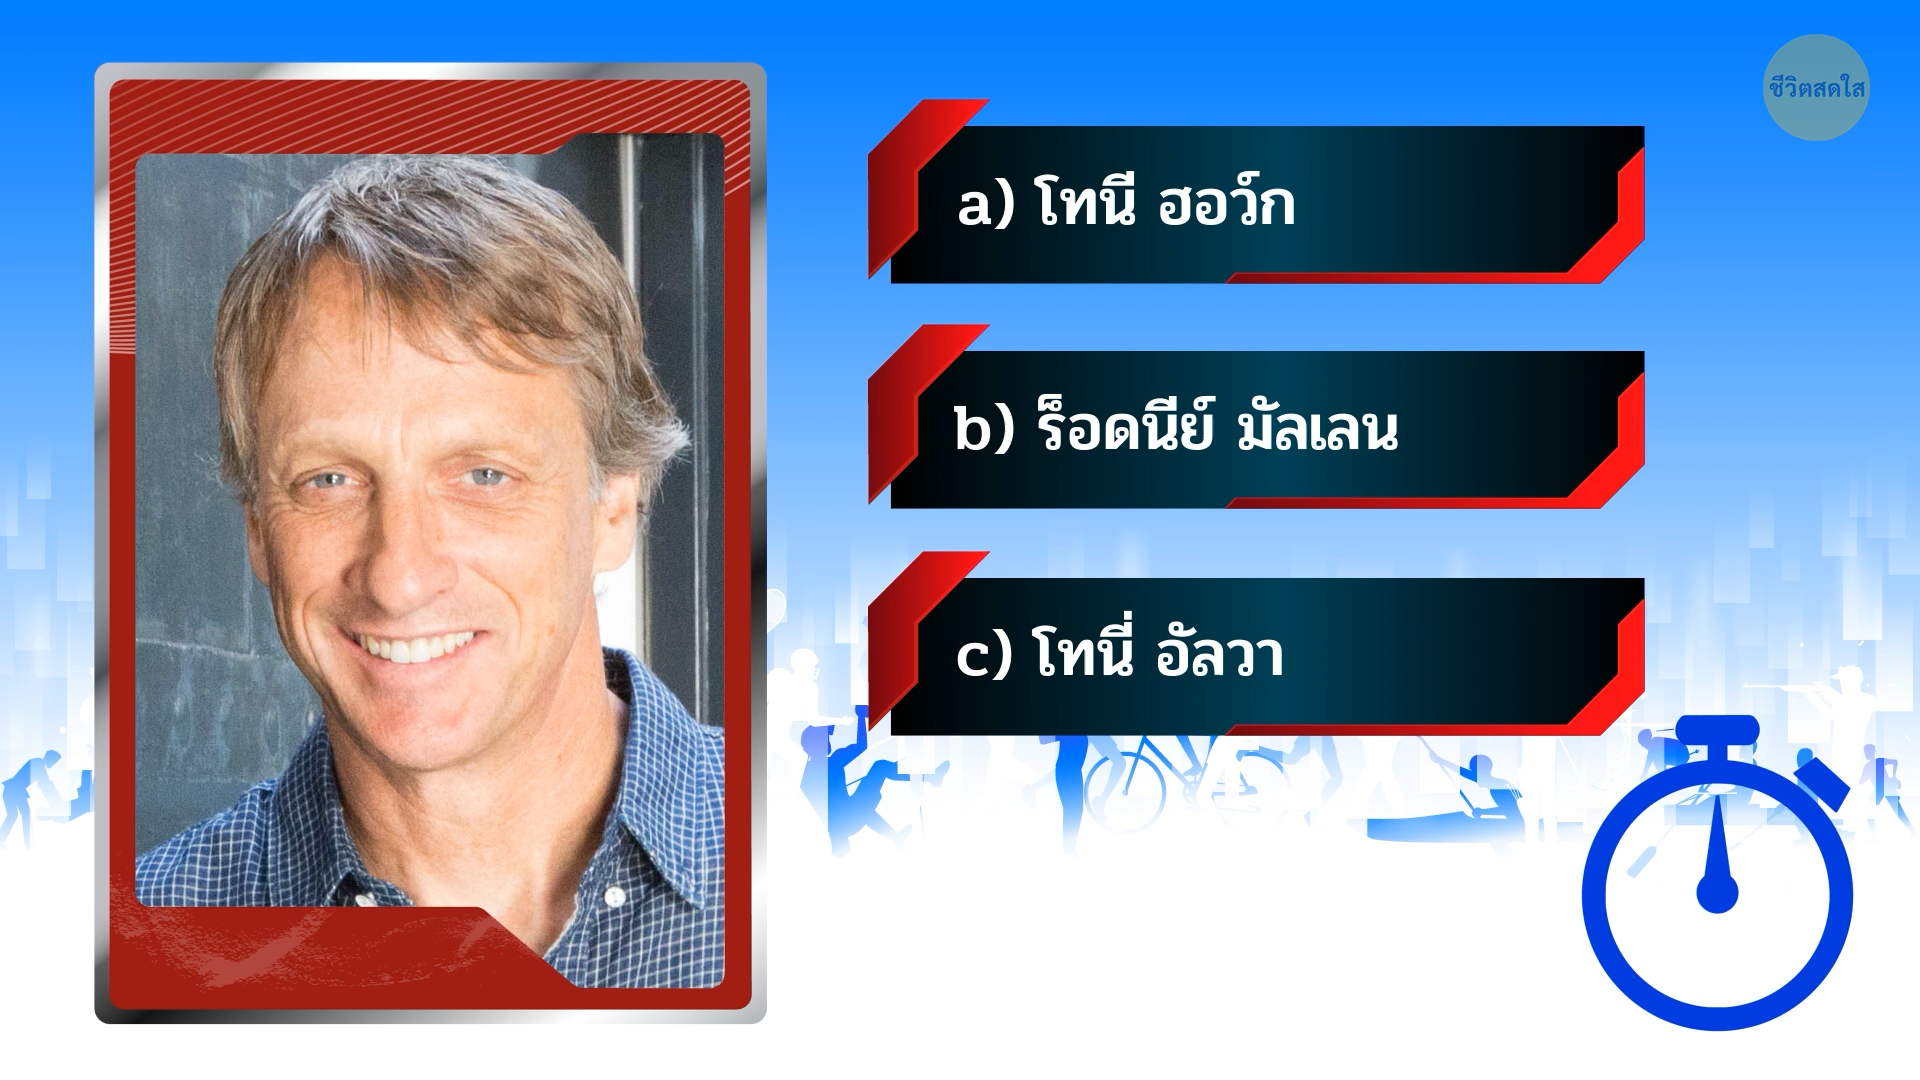 ชีวิตสดใส
a) โทนี ฮอว์ก
b) ร็อดนีย์ มัลเลน
c) โทนี่ อัลวา